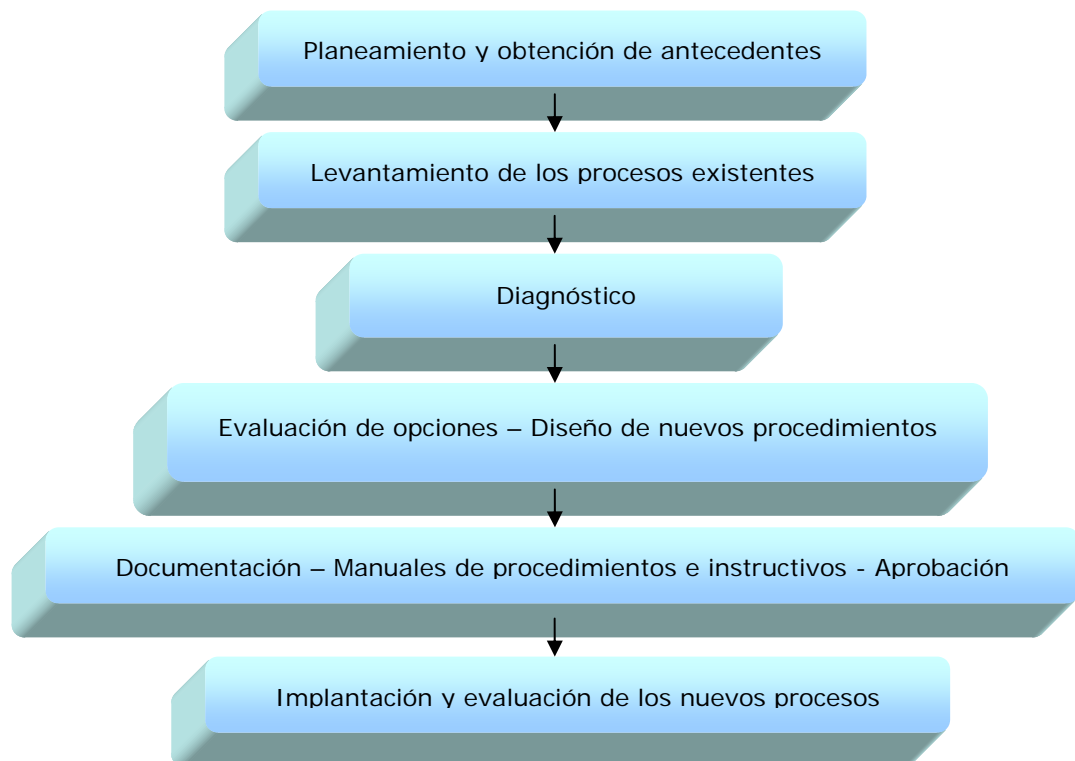 Planeamiento y obtención de antecedentes
Levantamiento de los procesos existentes
Diagnóstico
Evaluación de opciones – Diseño de nuevos procedimientos
Documentación – Manuales de procedimientos e instructivos - Aprobación
Implantación y evaluación de los nuevos procesos